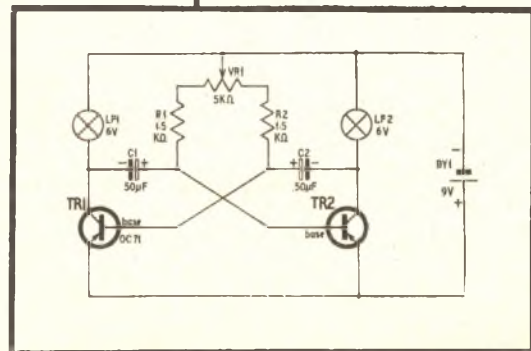 VR1
5KΩ
LP1
6V
R1
1·5
KΩ
R2
1·5
KΩ
LP2
6V
C1
− +
50µF
C2
+ −
50µF
−
BY1
9V
+
TR1
base
OC71
TR2
base